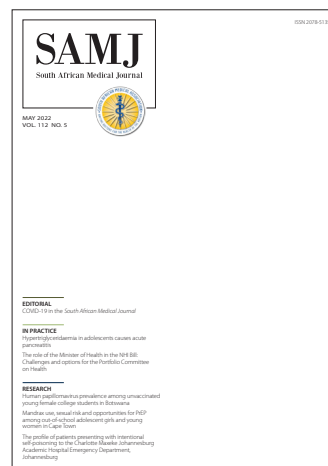 ISSN 2078-5135
SAMJ
South African Medical Journal
MAY 2022
VOL. 112 NO. 5
EDITORIAL
COVID-19 in the South African Medical Journal
IN PRACTICE
Hypertriglyceridaemia in adolescents causes acute
pancreatitis
The role of the Minister of Health in the NHI Bill:
Challenges and options for the Portfolio Committee
on Health
RESEARCH
Human papillomavirus prevalence among unvaccinated
young female college students in Botswana
Mandrax use, sexual risk and opportunities for PrEP
among out-of-school adolescent girls and young
women in Cape Town
The profile of patients presenting with intentional
self-poisoning to the Charlotte Maxeke Johannesburg
Academic Hospital Emergency Department,
Johannesburg